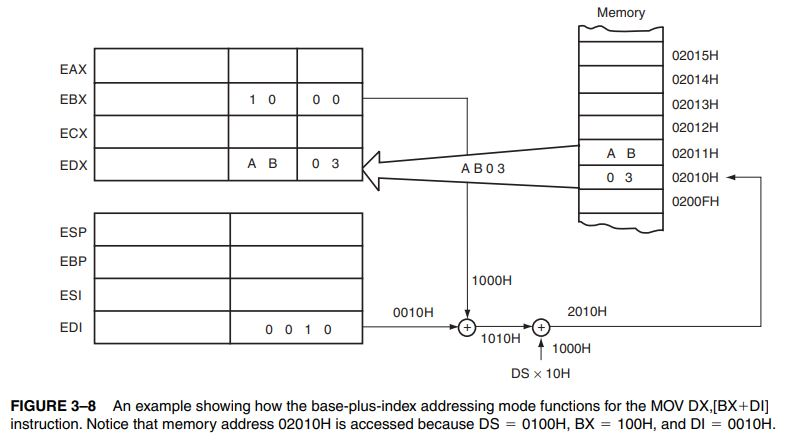 Memory
02015H
EAX
02014H
EBX 1 0 0 0
02013H
02012H
ECX
A B 02011H
EDX A B 0 3
A B 0 3
0 3 02010H
0200FH
ESP
EBP
ESI
1000H
EDI 0 0 1 0
0010H
+
1010H
+
2010H
1000H
DS × 10H
FIGURE 3–8 An example showing how the base-plus-index addressing mode functions for the MOV DX,[BX+DI]
instruction. Notice that memory address 02010H is accessed because DS = 0100H, BX = 100H, and DI = 0010H.